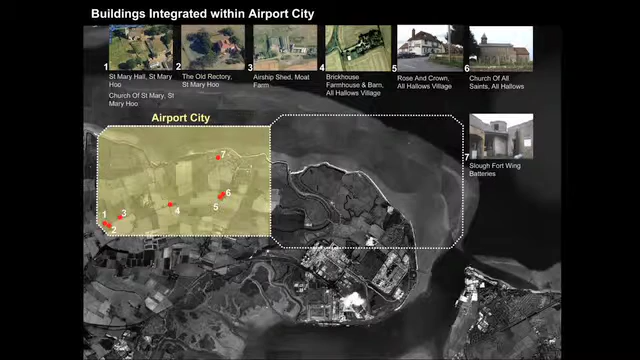 Buildings Integrated within Airport City
1
St Mary Hall, St Mary
Hoo
Church Of St Mary, St
Mary Hoo
2
The Old Rectory,
St Mary Hoo
3
Airship Shed, Moat
Farm
4
Brickhouse
Farmhouse & Barn,
All Hallows Village
5
Rose And Crown, All
Hallows Village
6
Church Of All
Saints, All Hallows
7
Slough Fort Wing
Batteries
Airport City
7
6
5
4
3
1
2